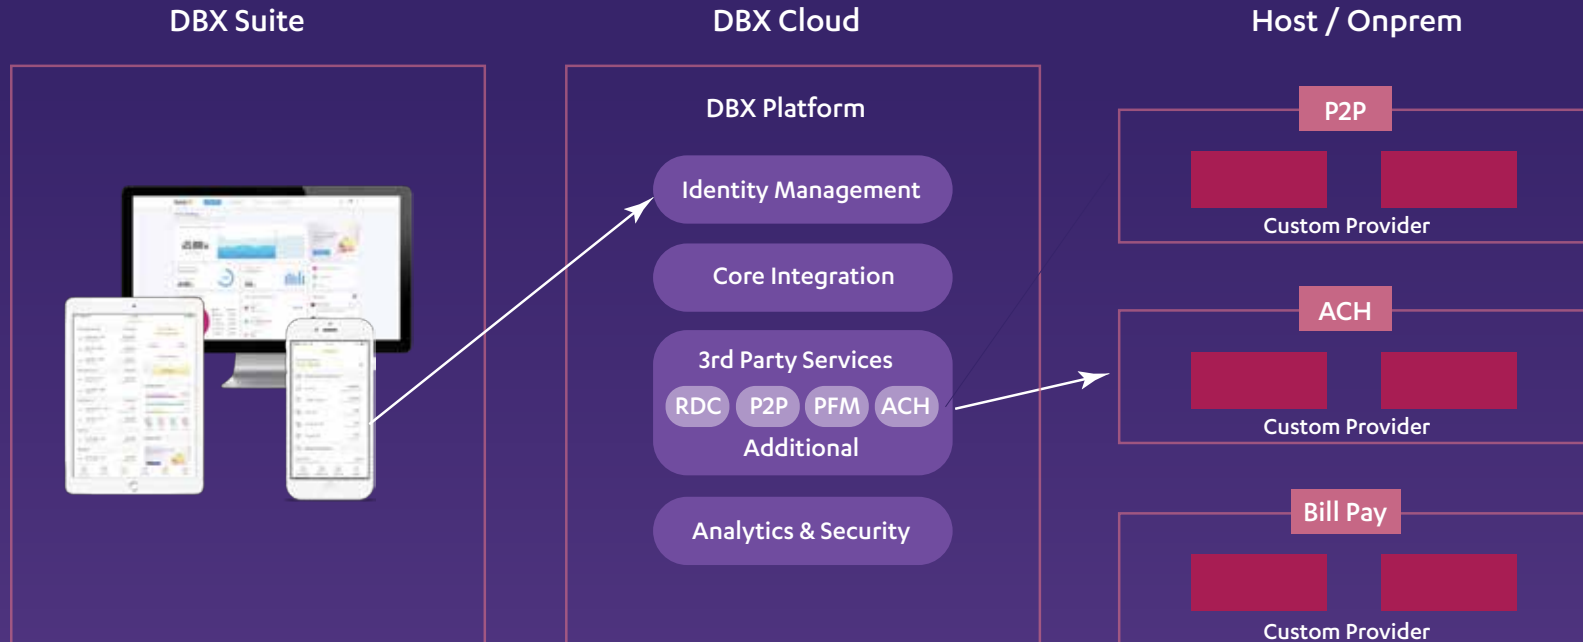 DBX Suite
DBX Cloud
Host / Onprem
DBX Platform
Identity Management
Core Integration
3rd Party Services
RDC
P2P
PFM
ACH
Additional
Analytics & Security
P2P
Custom Provider
ACH
Custom Provider
Bill Pay
Custom Provider